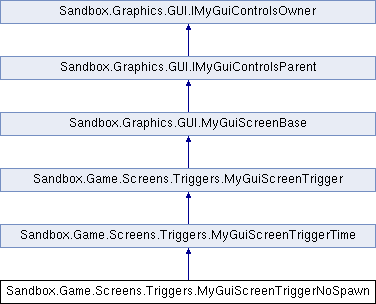 Sandbox.Graphics.GUI.IMyGuiControlsOwner
Sandbox.Graphics.GUI.IMyGuiControlsParent
Sandbox.Graphics.GUI.MyGuiScreenBase
Sandbox.Game.Screens.Triggers.MyGuiScreenTrigger
Sandbox.Game.Screens.Triggers.MyGuiScreenTriggerTime
Sandbox.Game.Screens.Triggers.MyGuiScreenTriggerNoSpawn